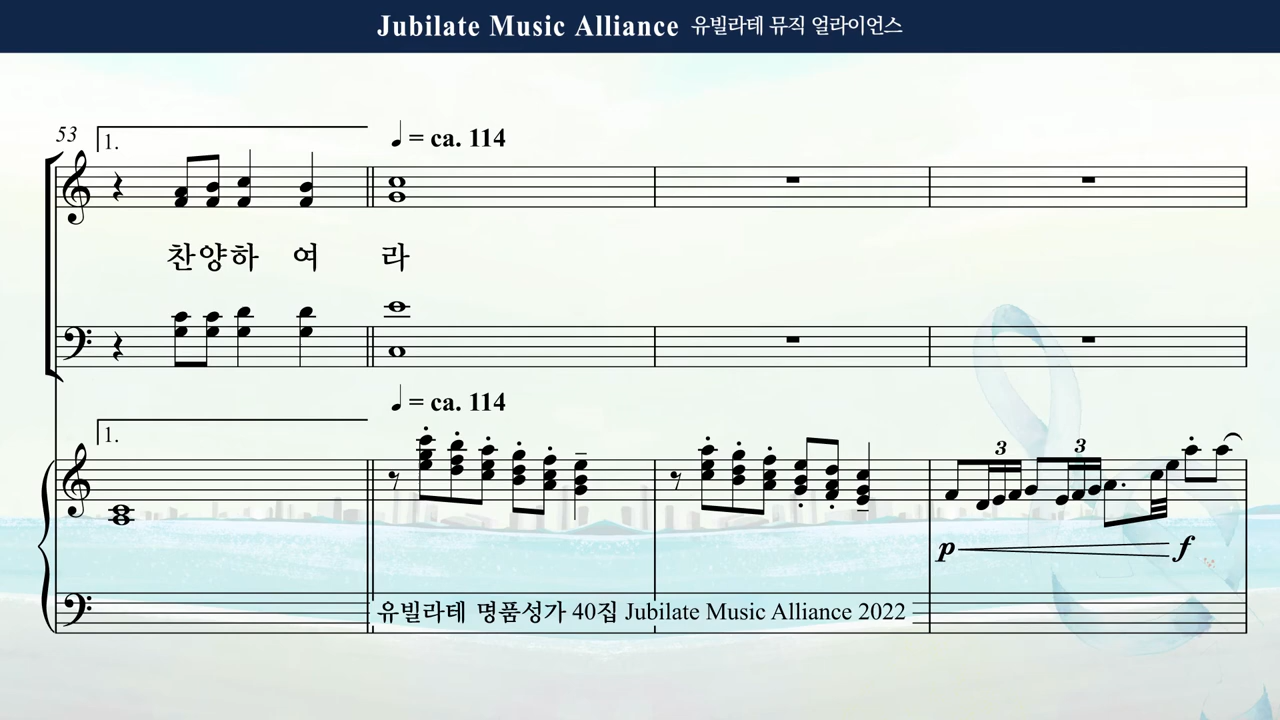 Jubilate Music Alliance 유빌라테 뮤직 얼라이언스
53
1.
♩ = ca. 114
찬양하 여 라
♩ = ca. 114
1.
3 3
p f
유빌라테 명품성가 40집 Jubilate Music Alliance 2022